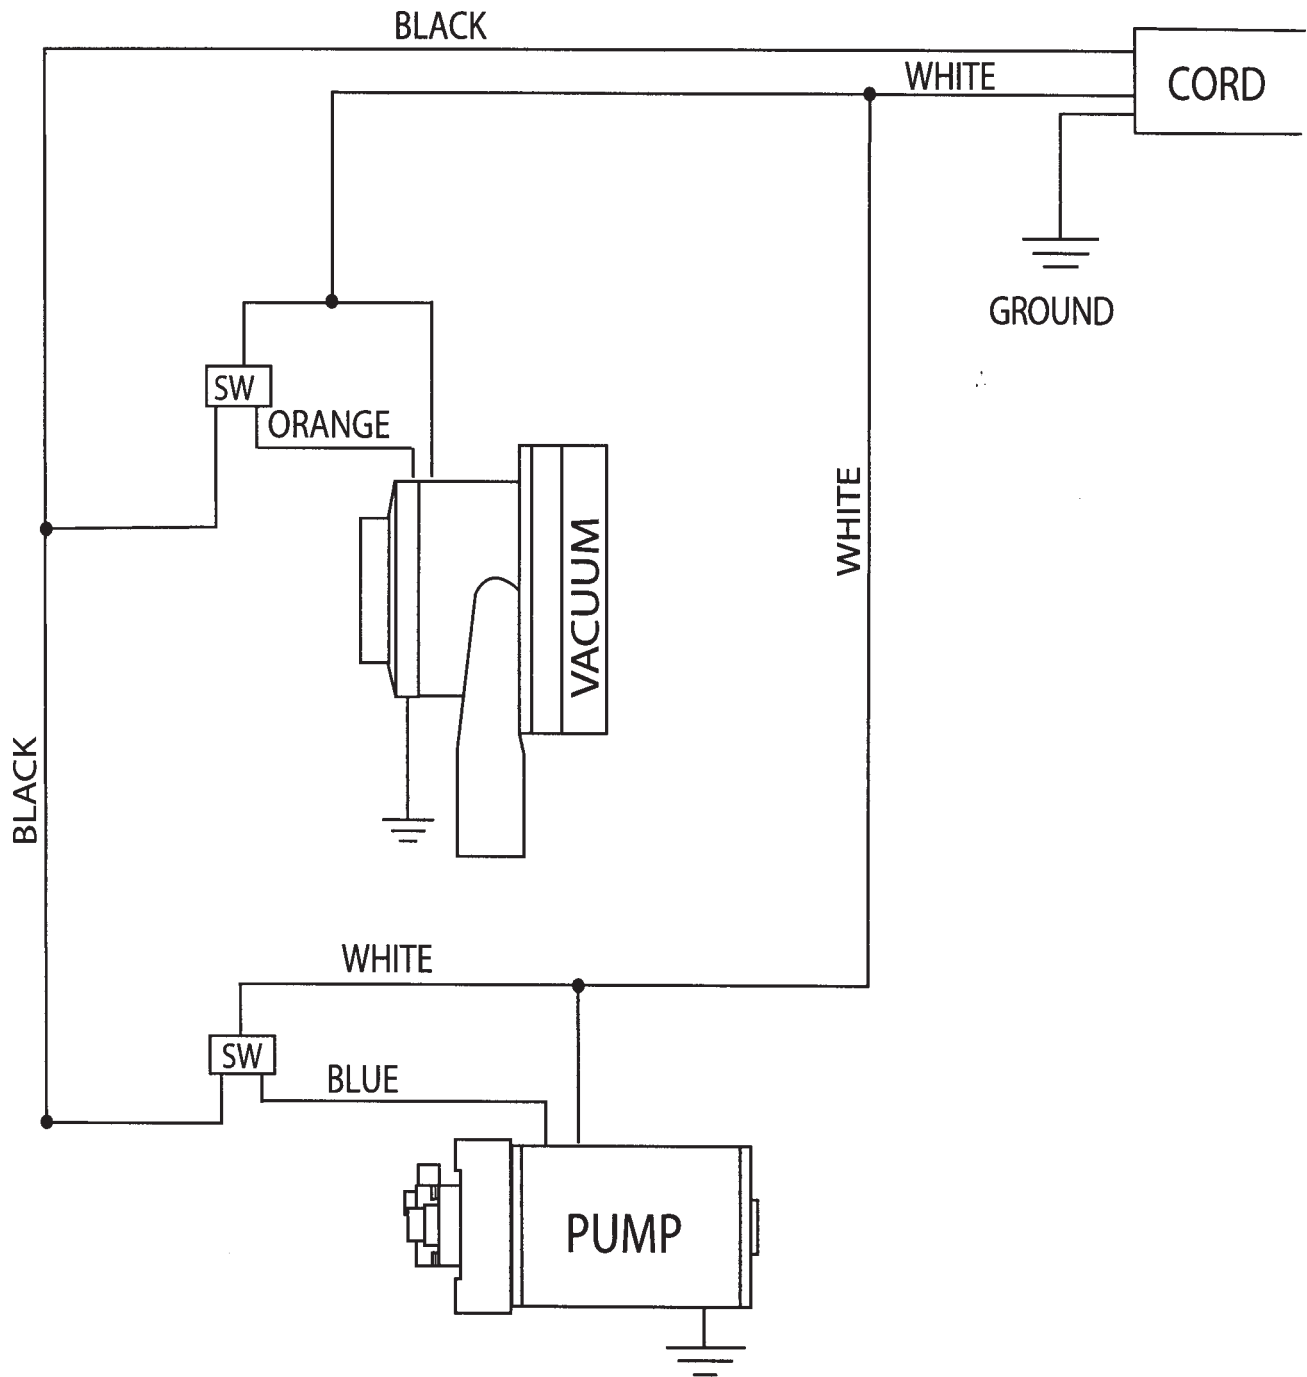 BLACK
WHITE
CORD
GROUND
SW
ORANGE
VACUUM
WHITE
BLACK
WHITE
SW
BLUE
PUMP